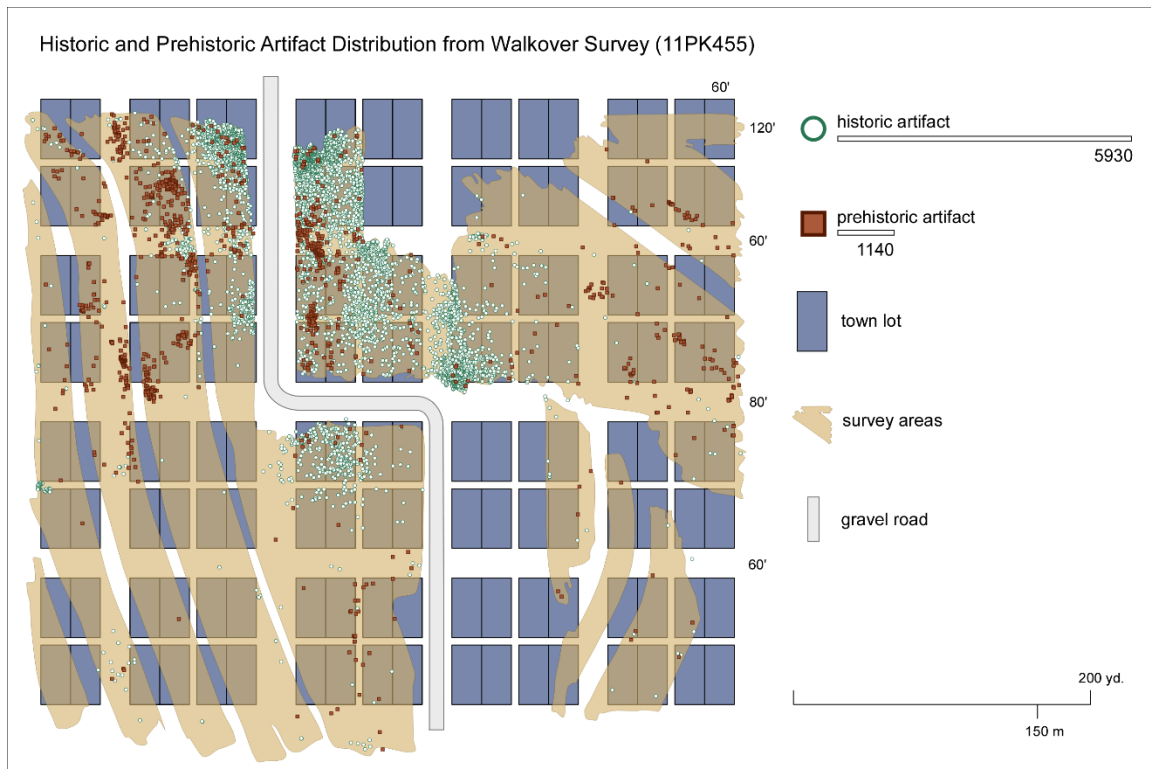 Historic and Prehistoric Artifact Distribution from Walkover Survey (11PK455)
60'
120'
historic artifact
5930
prehistoric artifact
1140
60'
town lot
80'
survey areas
gravel road
60'
200 yd.
150 m